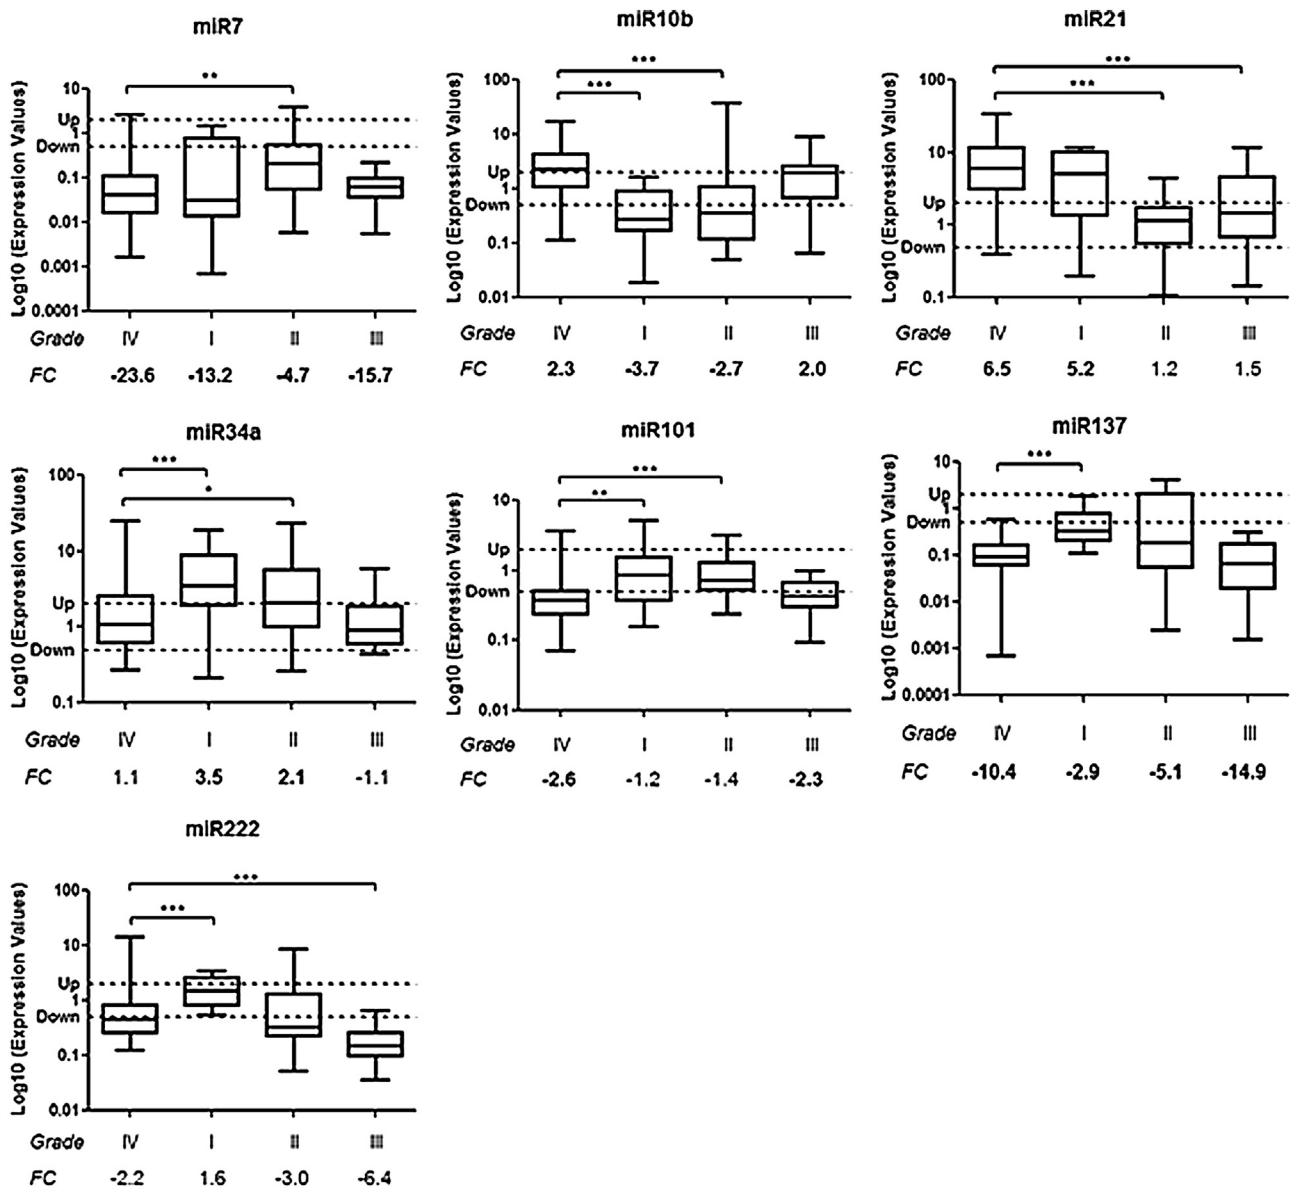 miR7
**
Log10 (Expression Values)
10
Up
1
Down
0.1
0.01
0.001
0.0001
Grade IV I II III
FC -23.6 -13.2 -4.7 -15.7
miR10b
***
***
Log10 (Expression Values)
100
10
Up
1
Down
0.1
0.01
Grade IV I II III
FC 2.3 -3.7 -2.7 2.0
miR21
***
***
Log10 (Expression Values)
100
10
Up
1
Down
0.1
Grade IV I II III
FC 6.5 5.2 1.2 1.5
miR34a
***
*
Log10 (Expression Values)
100
10
Up
1
Down
0.1
Grade IV I II III
FC 1.1 3.5 2.1 -1.1
miR101
***
**
Log10 (Expression Values)
10
Up
1
Down
0.1
0.01
Grade IV I II III
FC -2.6 -1.2 -1.4 -2.3
miR137
***
Log10 (Expression Values)
10
Up
1
Down
0.1
0.01
0.001
0.0001
Grade IV I II III
FC -10.4 -2.9 -5.1 -14.9
miR222
***
***
Log10 (Expression Values)
100
10
Up
1
Down
0.1
0.01
Grade IV I II III
FC -2.2 1.6 -3.0 -6.4